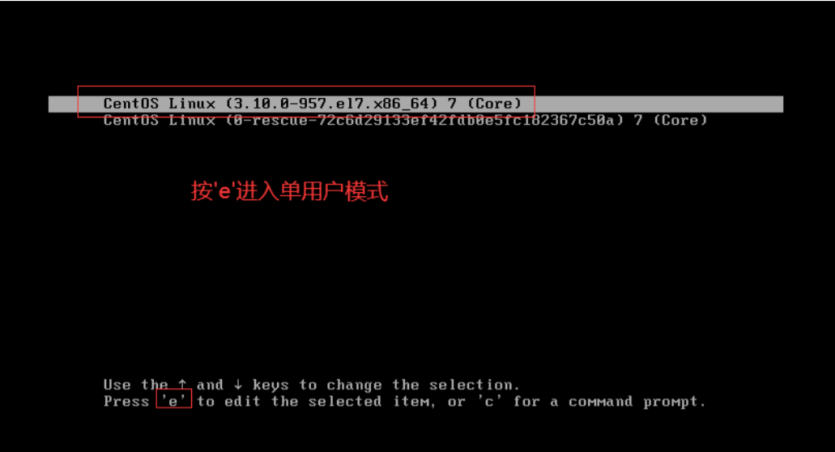 CentOS Linux (3.10.0-957.el7.x86_64) 7 (Core)
CentOS Linux (0-rescue-72c6d29133ef42fdb0e5fc182367c50a) 7 (Core)
按'e'进入单用户模式
Use the ↑ and ↓ keys to change the selection.
Press 'e' to edit the selected item, or 'c' for a command prompt.